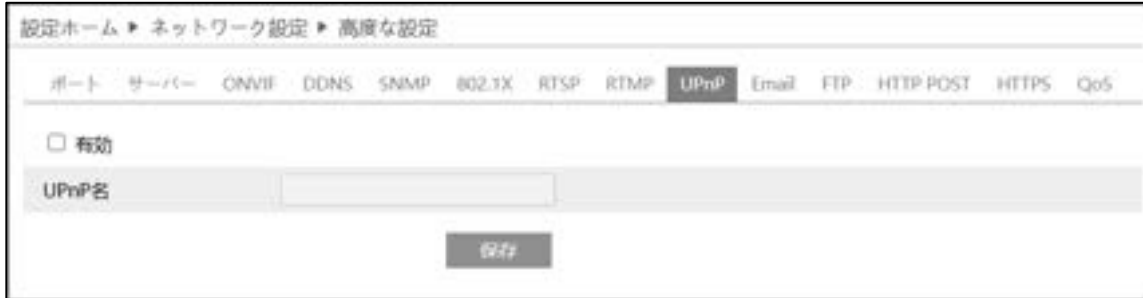 設定ホーム ▶ ネットワーク設定 ▶ 高度な設定
ポート サーバー ONVIF DDNS SNMP 802.1X RTSP RTMP UPnP Email FTP HTTP POST HTTPS QoS
有効
UPnP名
保存